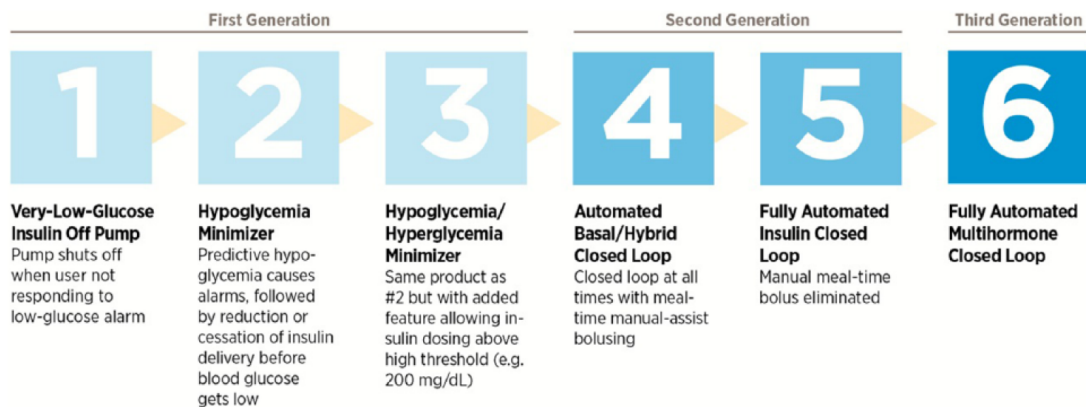 First Generation
Second Generation
Third Generation
1
2
3
4
5
6
Very-Low-Glucose
Insulin Off Pump
Pump shuts off
when user not
responding to
low-glucose alarm
Hypoglycemia
Minimizer
Predictive hypo-
glycemia causes
alarms, followed
by reduction or
cessation of insulin
delivery before
blood glucose
gets low
Hypoglycemia/
Hyperglycemia
Minimizer
Same product as
#2 but with added
feature allowing in-
sulin dosing above
high threshold (e.g.
200 mg/dL)
Automated
Basal/Hybrid
Closed Loop
Closed loop at all
times with meal-
time manual-assist
bolusing
Fully Automated
Insulin Closed
Loop
Manual meal-time
bolus eliminated
Fully Automated
Multihormone
Closed Loop